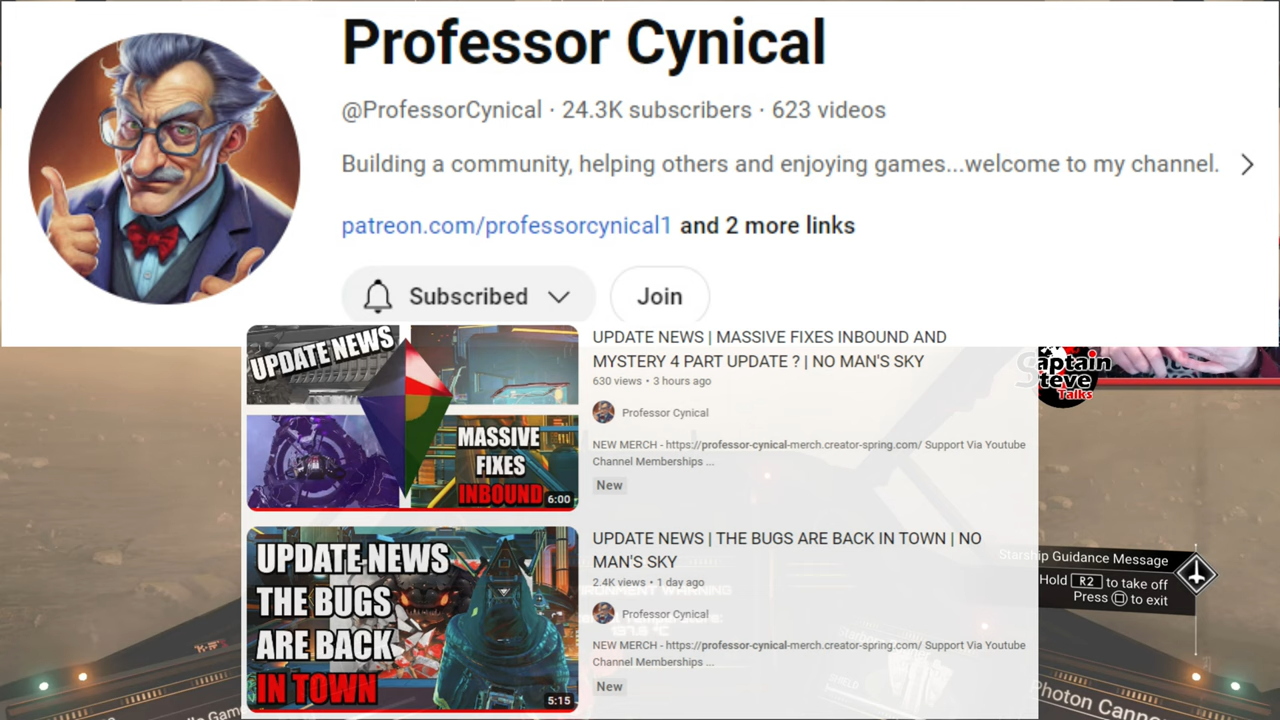 Professor Cynical
@ProfessorCynical · 24.3K subscribers · 623 videos
Building a community, helping others and enjoying games...welcome to my channel.
patreon.com/professorcynical1 and 2 more links
Subscribed
Join
UPDATE NEWS
MASSIVE
FIXES
INBOUND
6:00
UPDATE NEWS | MASSIVE FIXES INBOUND AND
MYSTERY 4 PART UPDATE ? | NO MAN'S SKY
630 views • 3 hours ago
Professor Cynical
NEW MERCH - https://professor-cynical-merch.creator-spring.com/ Support Via Youtube
Channel Memberships ...
New
aptain
teve
Talks
UPDATE NEWS
THE BUGS
ARE BACK
IN TOWN
5:15
UPDATE NEWS | THE BUGS ARE BACK IN TOWN | NO
MAN'S SKY
2.4K views • 1 day ago
Professor Cynical
NEW MERCH - https://professor-cynical-merch.creator-spring.com/ Support Via Youtube
Channel Memberships ...
New
Starship Guidance Message
Hold R2 to take off
Press to exit
SHIELD
Photon Cann